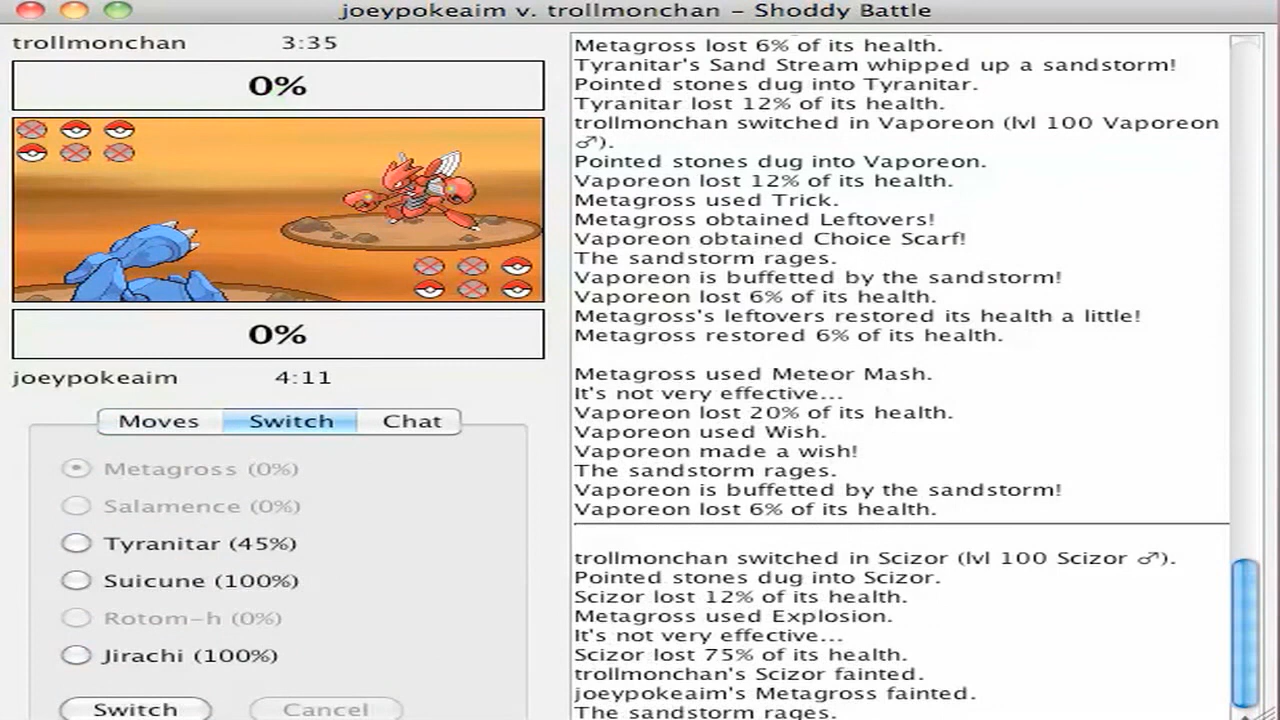 joeypokeaim v. trollmonchan – Shoddy Battle
trollmonchan 3:35
0%
0%
joeypokeaim 4:11
Moves Switch Chat
Metagross (0%)
Salamence (0%)
Tyranitar (45%)
Suicune (100%)
Rotom-h (0%)
Jirachi (100%)
Switch Cancel
Metagross lost 6% of its health.
Tyranitar's Sand Stream whipped up a sandstorm!
Pointed stones dug into Tyranitar.
Tyranitar lost 12% of its health.
trollmonchan switched in Vaporeon (lvl 100 Vaporeon
♂).
Pointed stones dug into Vaporeon.
Vaporeon lost 12% of its health.
Metagross used Trick.
Metagross obtained Leftovers!
Vaporeon obtained Choice Scarf!
The sandstorm rages.
Vaporeon is buffetted by the sandstorm!
Vaporeon lost 6% of its health.
Metagross's leftovers restored its health a little!
Metagross restored 6% of its health.
Metagross used Meteor Mash.
It's not very effective...
Vaporeon lost 20% of its health.
Vaporeon used Wish.
Vaporeon made a wish!
The sandstorm rages.
Vaporeon is buffetted by the sandstorm!
Vaporeon lost 6% of its health.
trollmonchan switched in Scizor (lvl 100 Scizor ♂).
Pointed stones dug into Scizor.
Scizor lost 12% of its health.
Metagross used Explosion.
It's not very effective...
Scizor lost 75% of its health.
trollmonchan's Scizor fainted.
joeypokeaim's Metagross fainted.
The sandstorm rages.